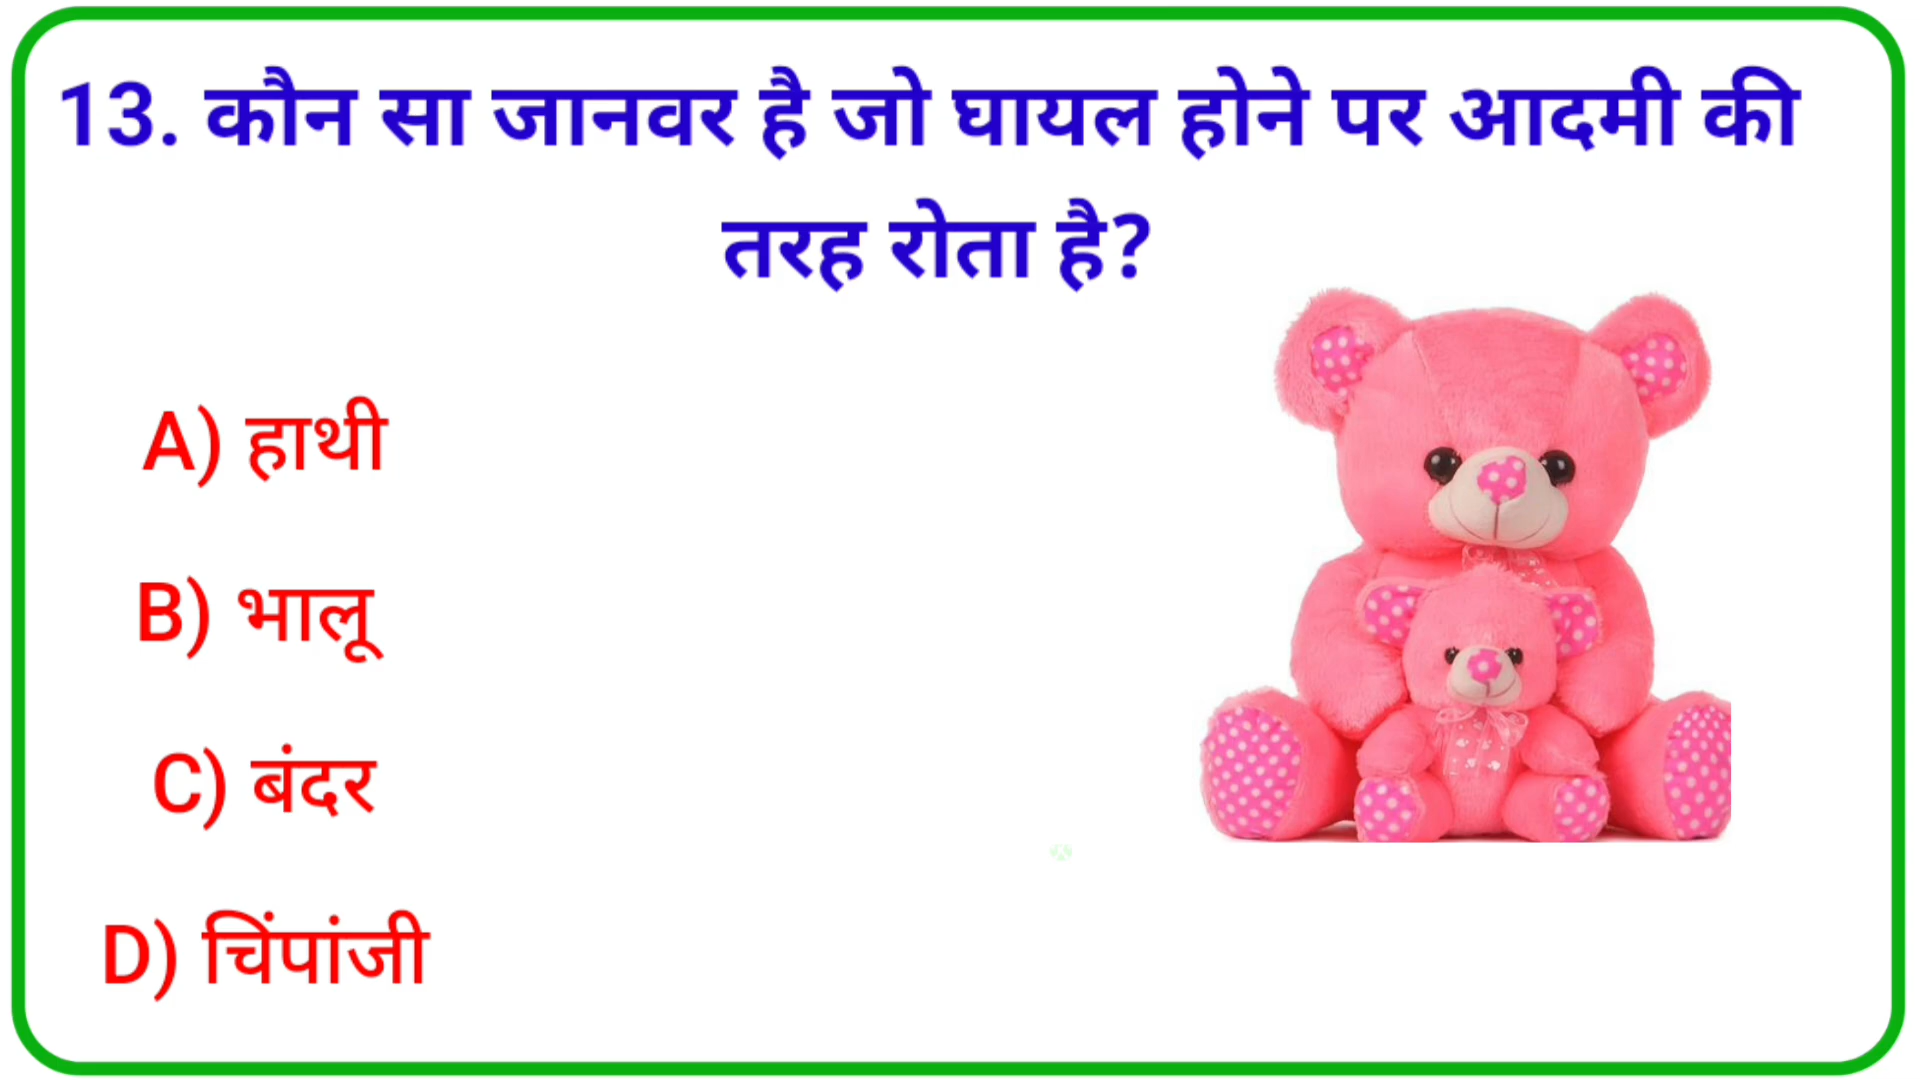 13. कौन सा जानवर है जो घायल होने पर आदमी की
तरह रोता है?
A) हाथी
B) भालू
C) बंदर
D) चिंपांजी